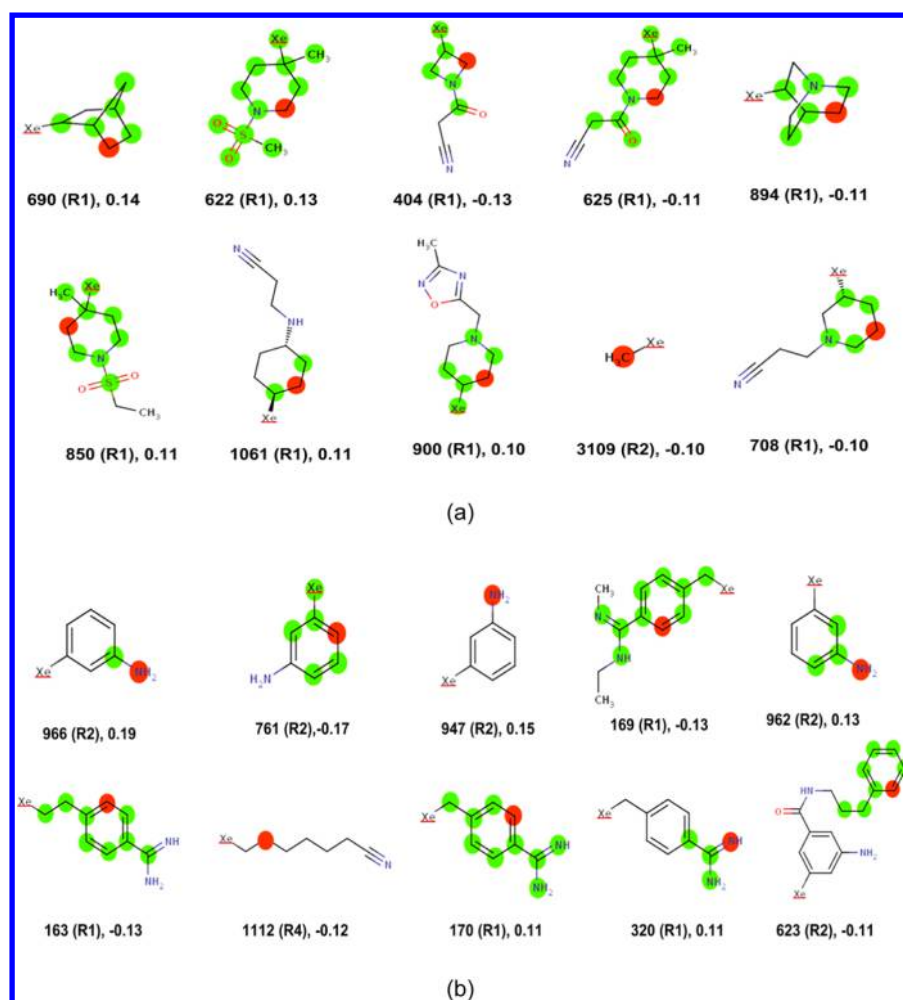 Xe
Xe
CH₃
N
O
S
O
CH₃
Xe
N
O
N
Xe
CH₃
N
O
N
Xe
N
690 (R1), 0.14
622 (R1), 0.13
404 (R1), -0.13
625 (R1), -0.11
894 (R1), -0.11
H₃C
Xe
N
O
S
O
CH₃
N
NH
Xe
H₃C
N
N
O
N
Xe
H₃C
Xe
Xe
N
N
850 (R1), 0.11
1061 (R1), 0.11
900 (R1), 0.10
3109 (R2), -0.10
708 (R1), -0.10
(a)
Xe
NH₂
Xe
H₂N
NH₂
Xe
CH₃
N
NH
CH₃
Xe
Xe
NH₂
966 (R2), 0.19
761 (R2),-0.17
947 (R2), 0.15
169 (R1), -0.13
962 (R2), 0.13
Xe
NH
NH₂
Xe
N
Xe
NH
NH₂
Xe
NH
NH₂
HN
O
NH₂
Xe
163 (R1), -0.13
1112 (R4), -0.12
170 (R1), 0.11
320 (R1), 0.11
623 (R2), -0.11
(b)